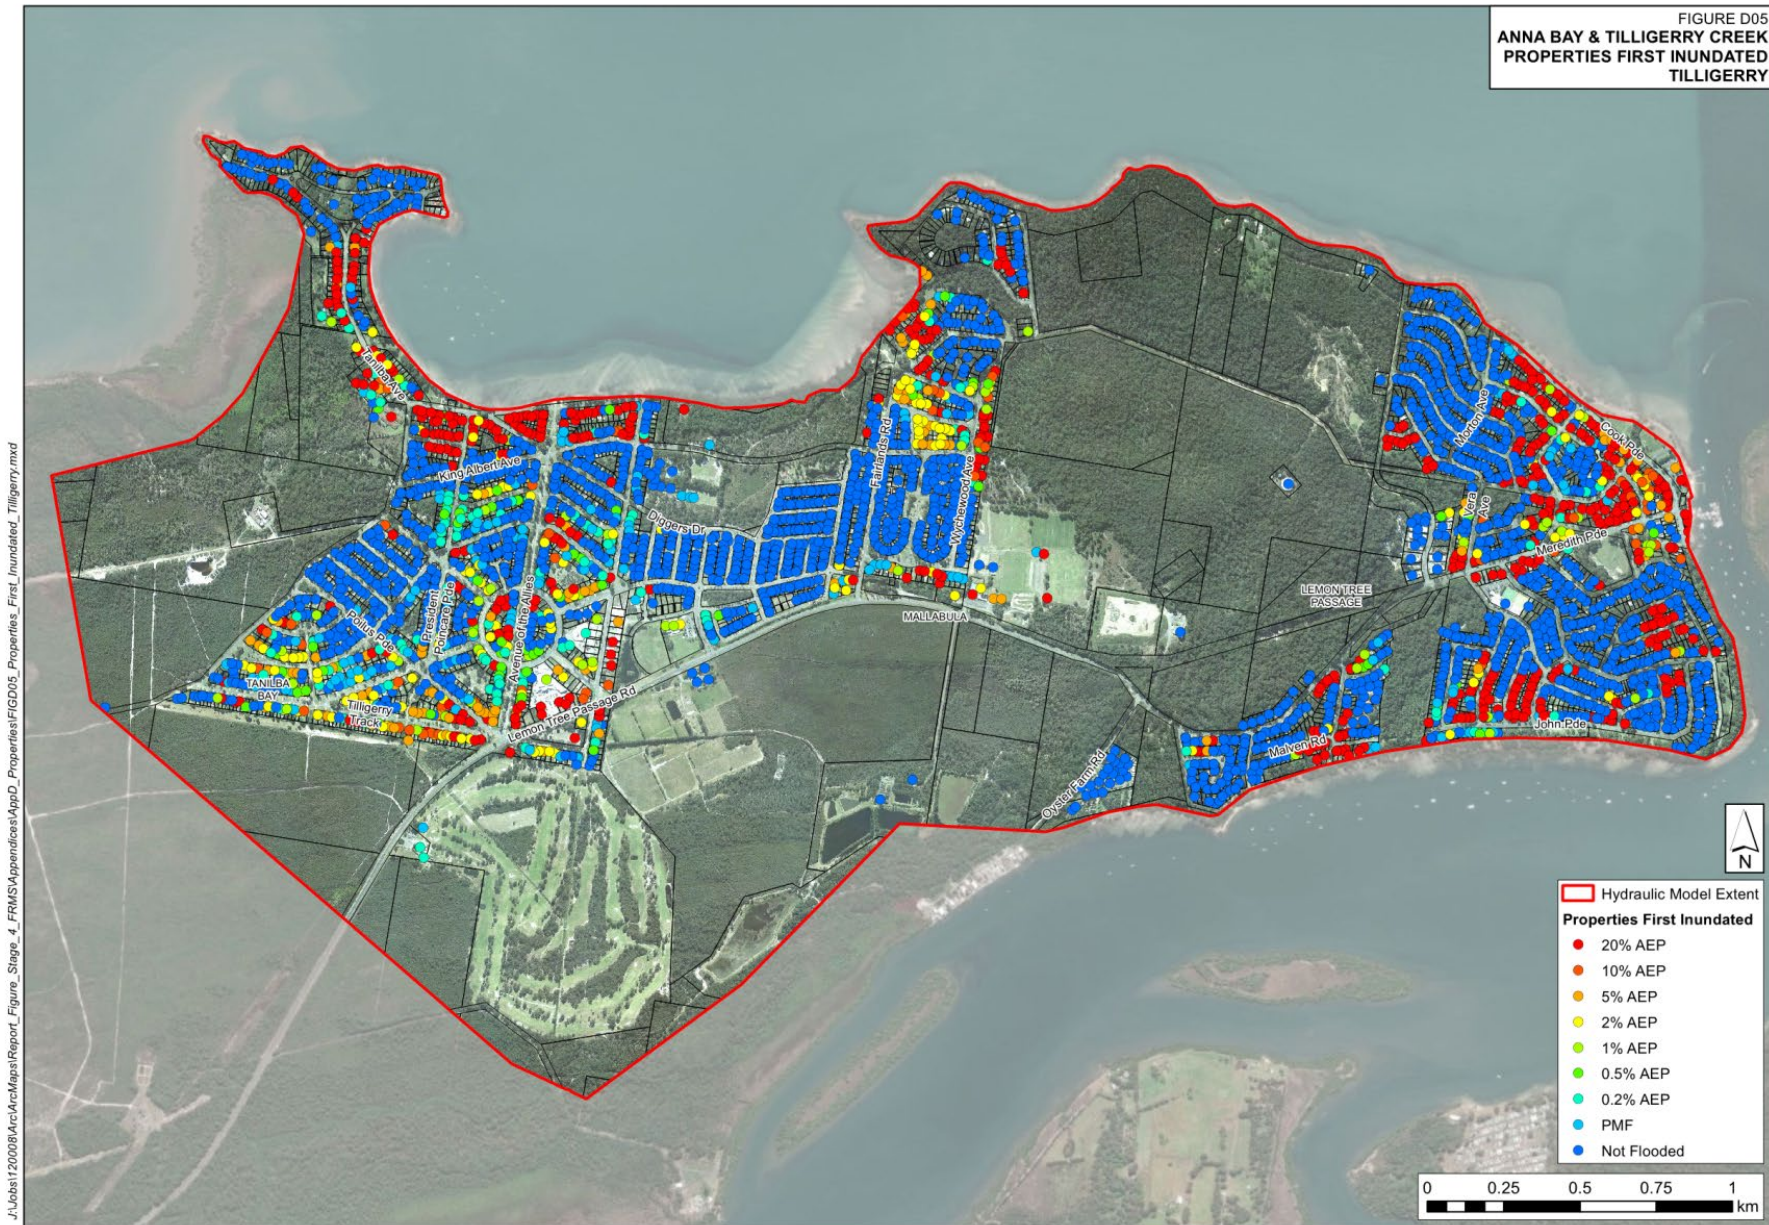 FIGURE D05
ANNA BAY & TILLIGERRY CREEK
PROPERTIES FIRST INUNDATED
TILLIGERRY
J:\Jobs\120008\Arc\ArcMaps\Report_Figure_Stage_4_FRMS\Appendices\AppD_Properties\FIGD05_Properties_First_Inundated_Tilligerry.mxd
Tanilba Ave
King Albert Ave
Diggers Dr
Fairlands Rd
Wychewood Ave
Morton Ave
Cook Pde
Vera
Ave
Meredith Pde
LEMON TREE
PASSAGE
MALLABULA
President
Poincare Pde
Poilus Pde
Avenue of the Allies
TANILBA
BAY
Tilligerry
Track
Lemon Tree Passage Rd
Oyster Farm Rd
Malven Rd
John Pde
N
Hydraulic Model Extent
Properties First Inundated
20% AEP
10% AEP
5% AEP
2% AEP
1% AEP
0.5% AEP
0.2% AEP
PMF
Not Flooded
0 0.25 0.5 0.75 1
km